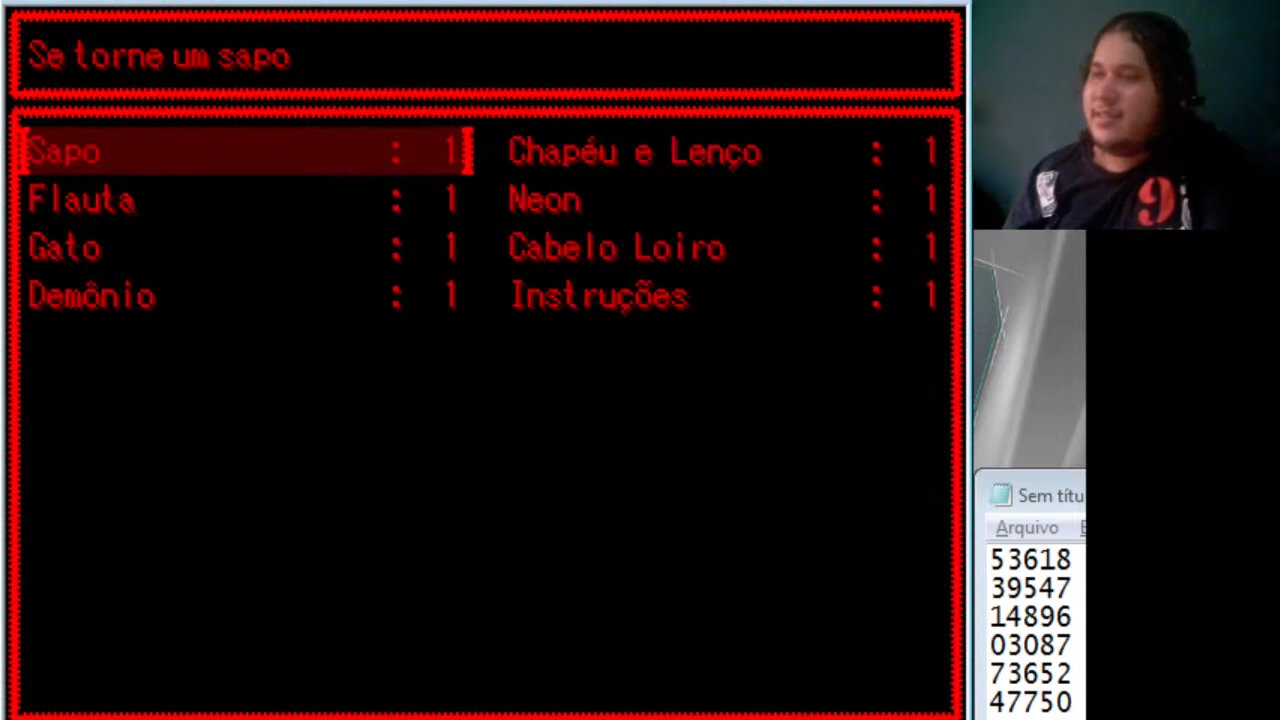 Se torne um sapo
Sapo : 1 Chapéu e Lenço : 1
Flauta : 1 Neon : 1
Gato : 1 Cabelo Loiro : 1
Demônio : 1 Instruções : 1
9
Sem títu
Arquivo
53618
39547
14896
03087
73652
47750